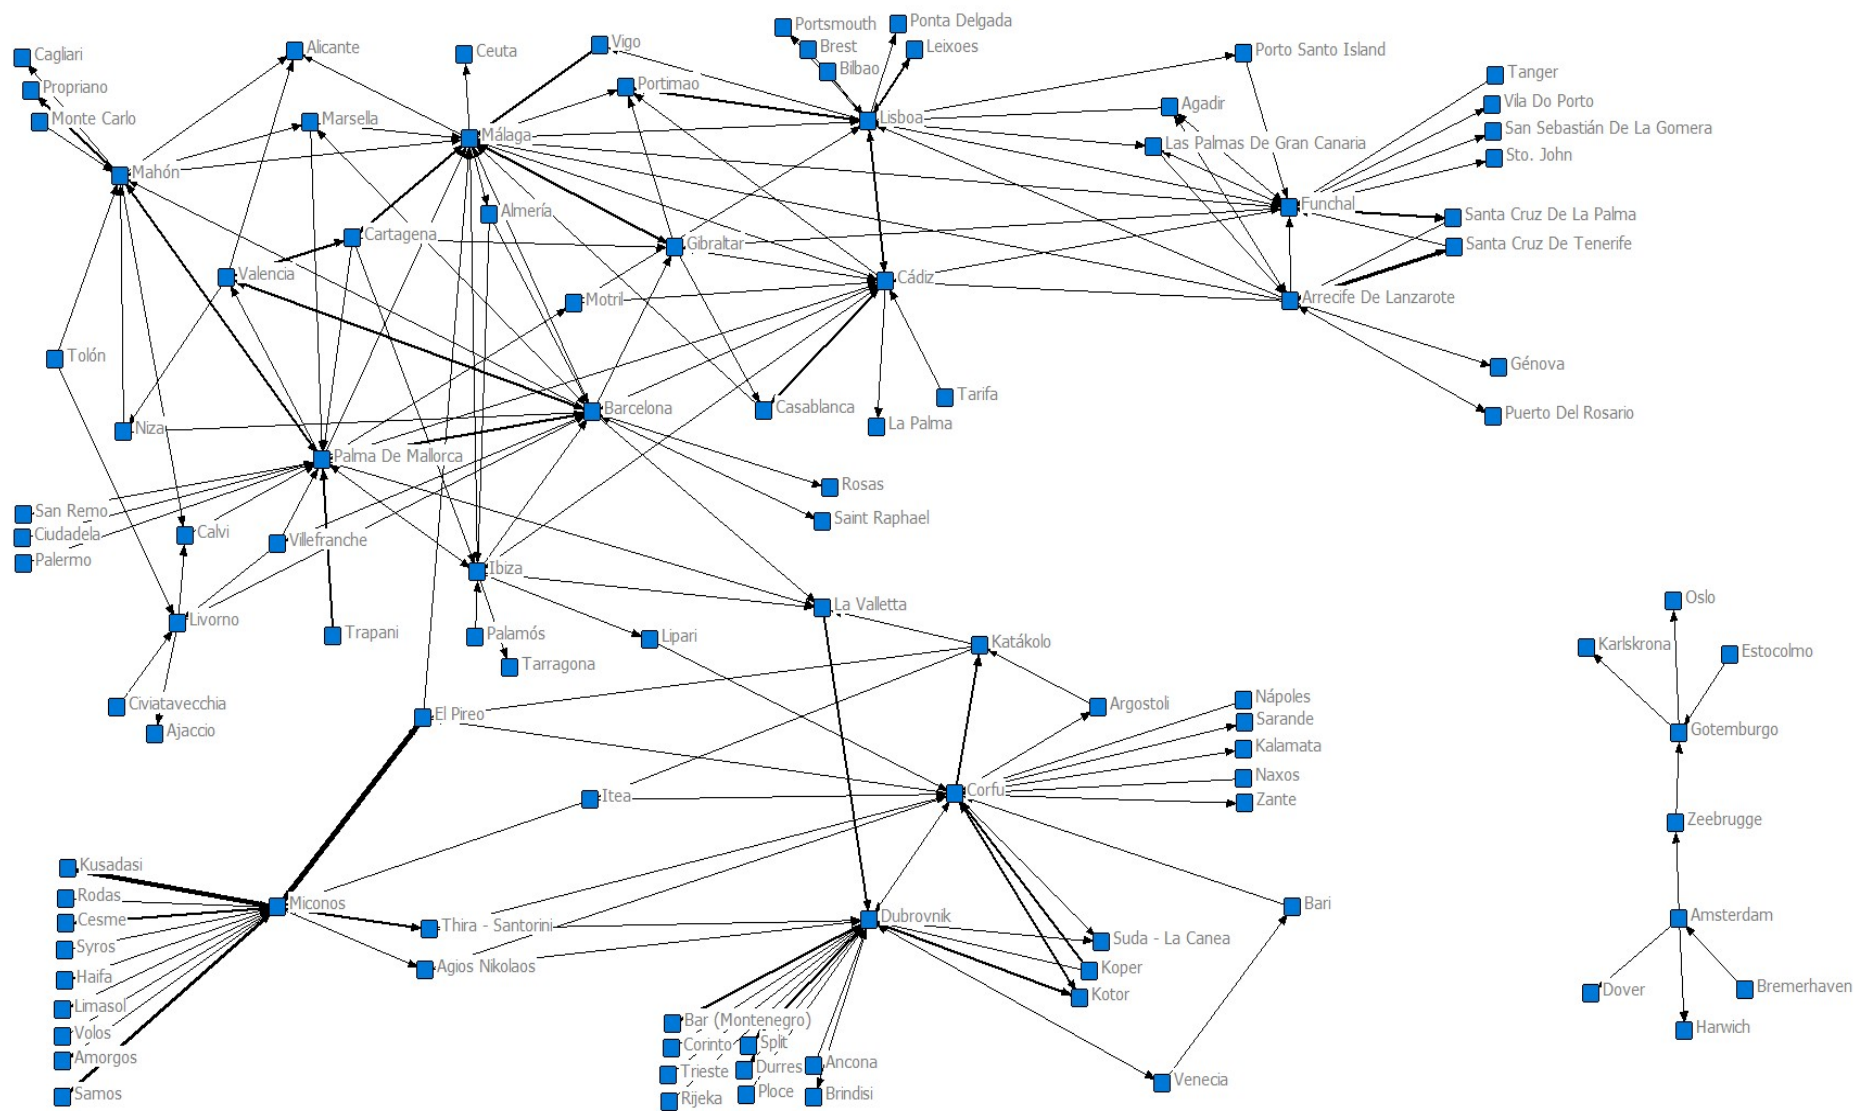 Portsmouth
Ponta Delgada
Cagliari
Alicante
Ceuta
Vigo
Brest
Leixoes
Porto Santo Island
Bilbao
Tanger
Propriano
Portimao
Monte Carlo
Marsella
Málaga
Lisboa
Agadir
Vila Do Porto
San Sebastián De La Gomera
Las Palmas De Gran Canaria
Sto. John
Mahón
Almería
Funchal
Santa Cruz De La Palma
Cartagena
Gibraltar
Santa Cruz De Tenerife
Valencia
Cádiz
Motril
Arrecife De Lanzarote
Tolón
Génova
Niza
Barcelona
Casablanca
Tarifa
La Palma
Puerto Del Rosario
Palma De Mallorca
Rosas
San Remo
Saint Raphael
Ciudadela
Calvi
Villefranche
Palermo
Ibiza
Livorno
Trapani
La Valletta
Oslo
Palamós
Lipari
Katákolo
Karlskrona
Estocolmo
Tarragona
Civiatavecchia
Ajaccio
El Pireo
Argostoli
Nápoles
Sarande
Gotemburgo
Kalamata
Itea
Corfu
Naxos
Zante
Zeebrugge
Kusadasi
Rodas
Miconos
Bari
Cesme
Thira - Santorini
Dubrovnik
Amsterdam
Syros
Suda - La Canea
Haifa
Agios Nikolaos
Koper
Kotor
Dover
Bremerhaven
Limasol
Bar (Montenegro)
Harwich
Volos
Corinto
Split
Amorgos
Trieste
Durres
Ancona
Venecia
Samos
Rijeka
Ploce
Brindisi